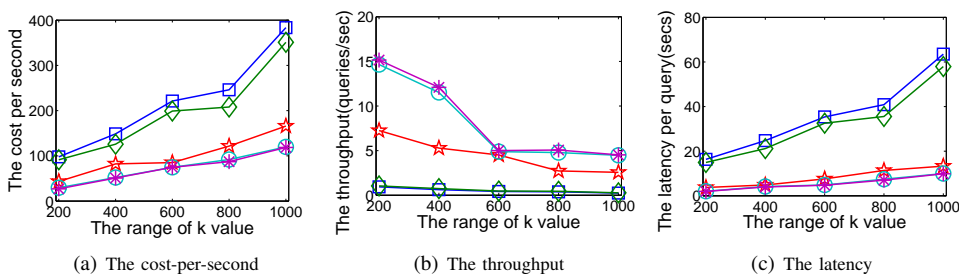 The cost per second
400
300
200
100
0
200 400 600 800 1000
The range of k value
(a) The cost-per-second
The throughput(queries/sec)
20
15
10
5
0
200 400 600 800 1000
The range of k value
(b) The throughput
The latency per query(secs)
80
60
40
20
0
200 400 600 800 1000
The range of k value
(c) The latency